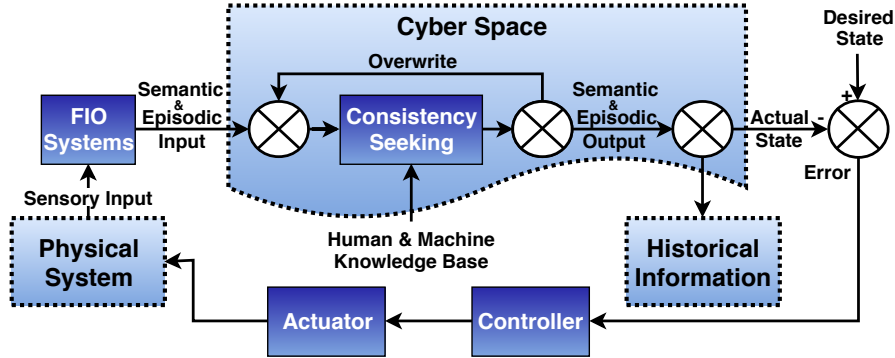 Cyber Space
Desired
State
Overwrite
Semantic
&
Episodic
Input
Semantic
&
Episodic
Output
FIO
Systems
Consistency
Seeking
Actual
State
+
-
Error
Sensory Input
Physical
System
Human & Machine
Knowledge Base
Historical
Information
Actuator
Controller